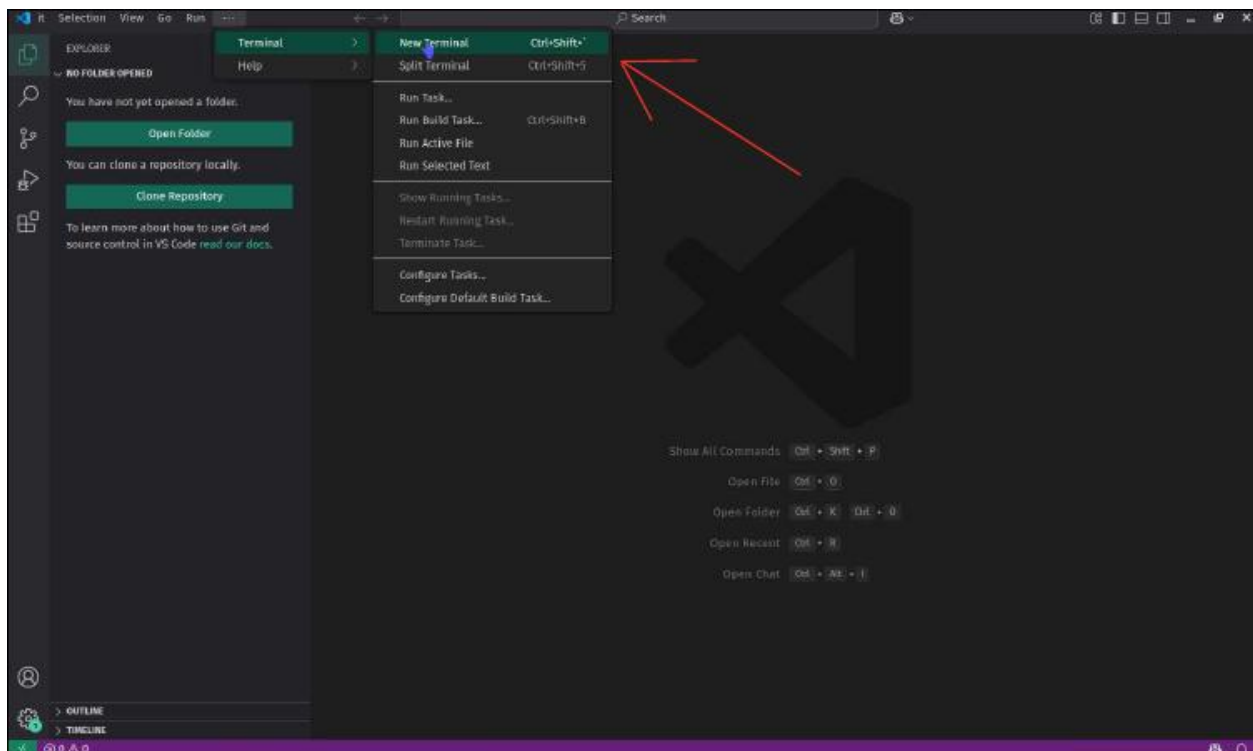 it Selection View Go Run ...
Search
EXPLORER
NO FOLDER OPENED
You have not yet opened a folder.
Open Folder
You can clone a repository locally.
Clone Repository
To learn more about how to use Git and
source control in VS Code read our docs.
Terminal
Help
New Terminal Ctrl+Shift+`
Split Terminal Ctrl+Shift+5
Run Task...
Run Build Task... Ctrl+Shift+B
Run Active File
Run Selected Text
Show Running Tasks...
Restart Running Task...
Terminate Task...
Configure Tasks...
Configure Default Build Task...
Show All Commands Ctrl + Shift + P
Open File Ctrl + O
Open Folder Ctrl + K Ctrl + O
Open Recent Ctrl + R
Open Chat Ctrl + Alt + I
OUTLINE
TIMELINE
0 0